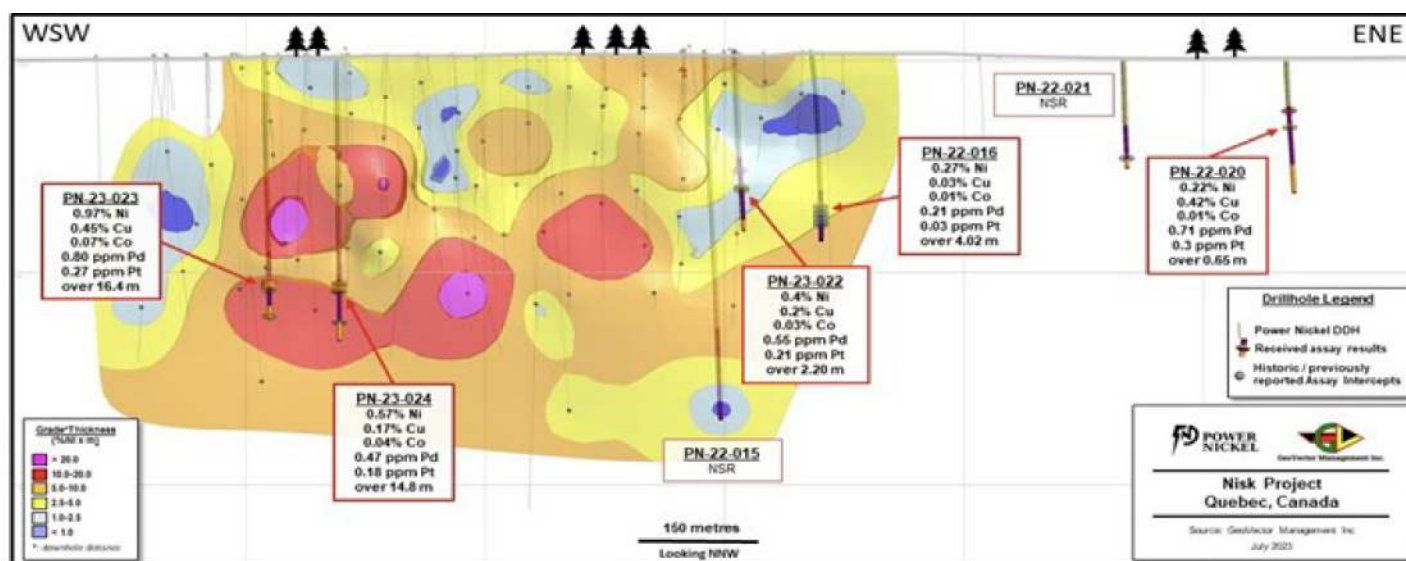 WSW
ENE
PN-22-021
NSR
PN-22-016
0.27% Ni
0.03% Cu
0.01% Co
0.21 ppm Pd
0.03 ppm Pt
over 4.02 m
PN-22-020
0.22% Ni
0.42% Cu
0.01% Co
0.71 ppm Pd
0.3 ppm Pt
over 0.65 m
PN-23-023
0.97% Ni
0.45% Cu
0.07% Co
0.80 ppm Pd
0.27 ppm Pt
over 16.4 m
PN-23-022
0.4% Ni
0.2% Cu
0.03% Co
0.55 ppm Pd
0.21 ppm Pt
over 2.20 m
Drillhole Legend
Power Nickel DDH
Received assay results
Historic / previously
reported Assay Intercepts
PN-23-024
0.57% Ni
0.17% Cu
0.04% Co
0.47 ppm Pd
0.18 ppm Pt
over 14.8 m
Grade*Thickness
(%Ni x m)
> 20.0
10.0-20.0
5.0-10.0
2.5-5.0
1.0-2.5
< 1.0
*: downhole distance
PN-22-015
NSR
150 metres
Looking NNW
POWER
NICKEL
GeoVector Management Inc.
Nisk Project
Quebec, Canada
Source: GeoVector Management Inc
July 2023